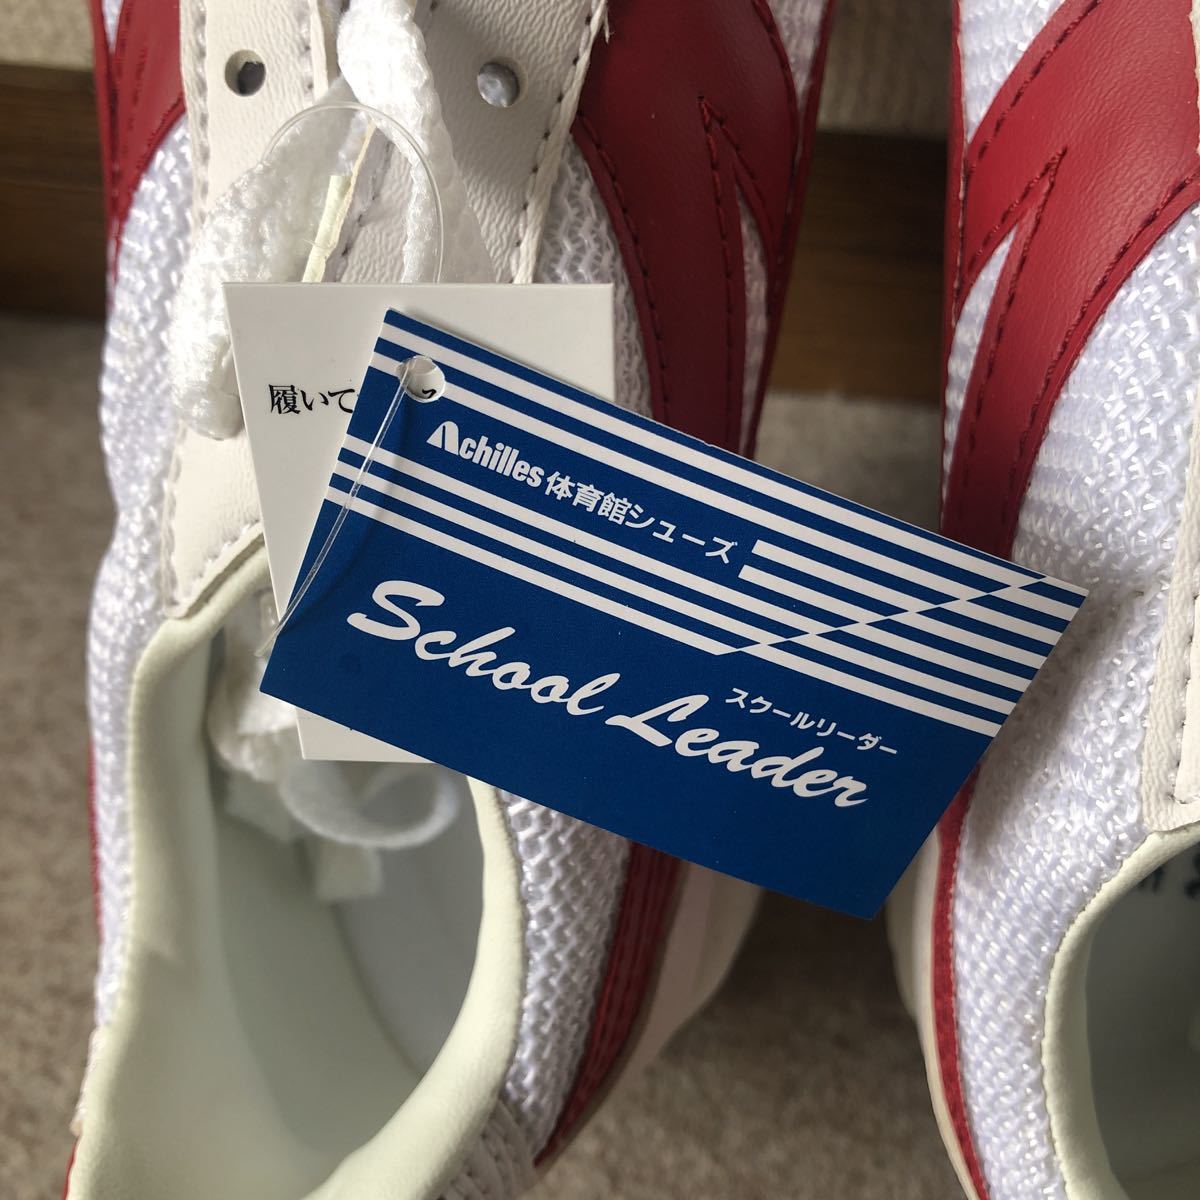 履いて
Achilles 体育館シューズ
School Leader
スクールリーダー